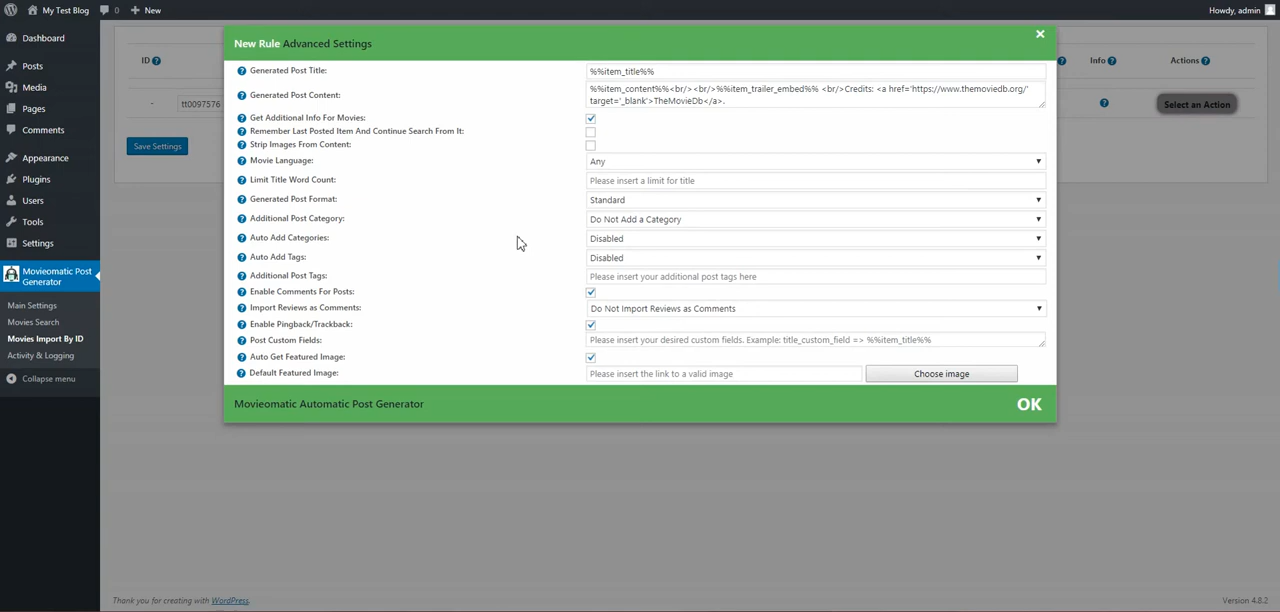 My Test Blog 0 New Howdy, admin
Dashboard
Posts
Media
Pages
Comments
Appearance
Plugins
Users
Tools
Settings
Movieomatic Post
Generator
Main Settings
Movies Search
Movies Import By ID
Activity & Logging
Collapse menu
ID
Info
Actions
- tt0097576
Select an Action
Save Settings
New Rule Advanced Settings
Generated Post Title: %%item_title%%
Generated Post Content: %%item_content%%<br/><br/>%%item_trailer_embed%% <br/>Credits: <a href='https://www.themoviedb.org/'
target='_blank'>TheMovieDb</a>.
Get Additional Info For Movies:
Remember Last Posted Item And Continue Search From It:
Strip Images From Content:
Movie Language: Any
Limit Title Word Count: Please insert a limit for title
Generated Post Format: Standard
Additional Post Category: Do Not Add a Category
Auto Add Categories: Disabled
Auto Add Tags: Disabled
Additional Post Tags: Please insert your additional post tags here
Enable Comments For Posts:
Import Reviews as Comments: Do Not Import Reviews as Comments
Enable Pingback/Trackback:
Post Custom Fields: Please insert your desired custom fields. Example: title_custom_field => %%item_title%%
Auto Get Featured Image:
Default Featured Image: Please insert the link to a valid image Choose image
Movieomatic Automatic Post Generator OK
Thank you for creating with WordPress. Version 4.8.2